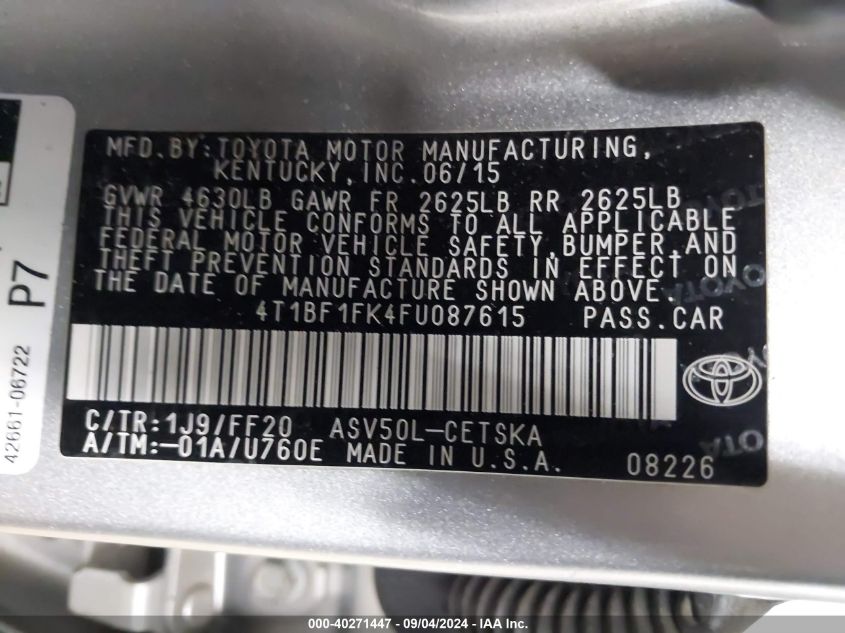 MFD.BY:TOYOTA MOTOR MANUFACTURING,
KENTUCKY,INC.06/15
GVWR 4630LB GAWR FR 2625LB RR 2625LB
THIS VEHICLE CONFORMS TO ALL APPLICABLE
FEDERAL MOTOR VEHICLE SAFETY,BUMPER,AND
THEFT PREVENTION STANDARDS IN EFFECT ON
THE DATE OF MANUFACTURE SHOWN ABOVE.
4T1BF1FK4FU087615 PASS.CAR
C/TR:1J9/FF20 ASV50L-CETSKA
A/TM:-01A/U760E MADE IN U.S.A.
08226
P7
42661-06722
TOYOTA
TOYOTA
000-40271447 - 09/04/2024 - IAA Inc.